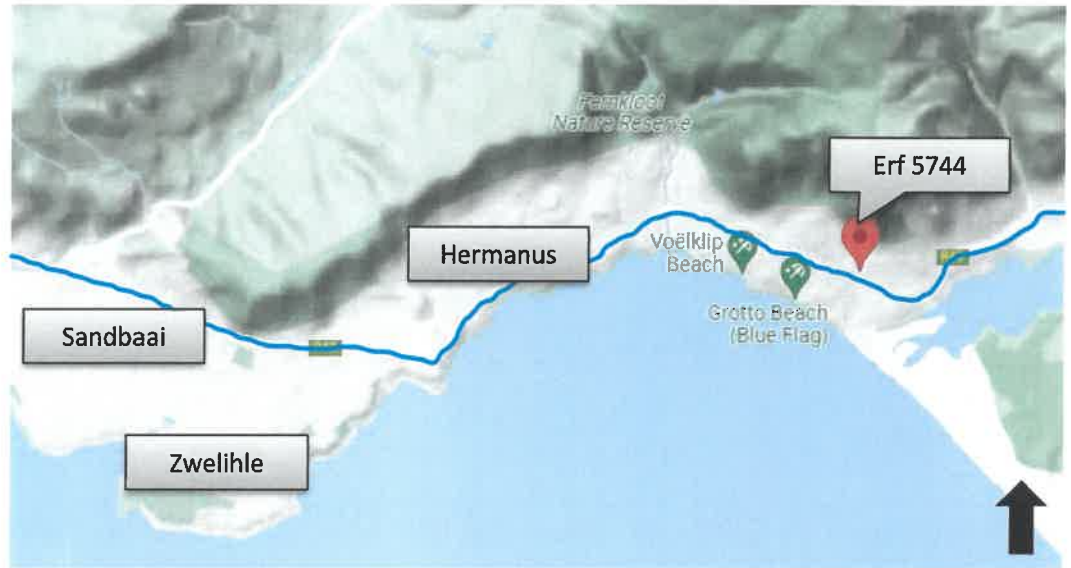 Fernkloof
Nature Reserve
Erf 5744
Hermanus
Voëlklip
Beach
Grotto Beach
(Blue Flag)
Sandbaai
Zwelihle